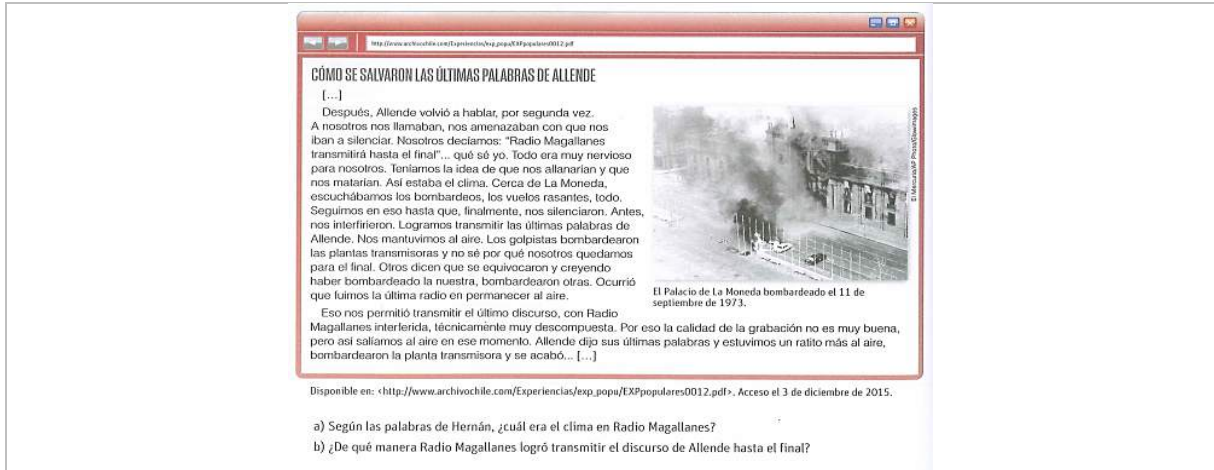 http://www.archivochile.com/Experiencias/exp_popu/EXPpopulares0012.pdf
CÓMO SE SALVARON LAS ÚLTIMAS PALABRAS DE ALLENDE
[...]
Después, Allende volvió a hablar, por segunda vez.
A nosotros nos llamaban, nos amenazaban con que nos
iban a silenciar. Nosotros decíamos: "Radio Magallanes
transmitirá hasta el final"... qué sé yo. Todo era muy nervioso
para nosotros. Teníamos la idea de que nos allanarían y que
nos matarían. Así estaba el clima. Cerca de La Moneda,
escuchábamos los bombardeos, los vuelos rasantes, todo.
Seguimos en eso hasta que, finalmente, nos silenciaron. Antes,
nos interfirieron. Logramos transmitir las últimas palabras de
Allende. Nos mantuvimos al aire. Los golpistas bombardearon
las plantas transmisoras y no sé por qué nosotros quedamos
para el final. Otros dicen que se equivocaron y creyendo
haber bombardeado la nuestra, bombardearon otras. Ocurrió
que fuimos la última radio en permanecer al aire.
Eso nos permitió transmitir el último discurso, con Radio
Magallanes interferida, técnicamente muy descompuesta. Por eso la calidad de la grabación no es muy buena,
pero así salíamos al aire en ese momento. Allende dijo sus últimas palabras y estuvimos un ratito más al aire,
bombardearon la planta transmisora y se acabó... [...]
El Mercurio/AP Photo/Glowimages
El Palacio de La Moneda bombardeado el 11 de
septiembre de 1973.
Disponible en: <http://www.archivochile.com/Experiencias/exp_popu/EXPpopulares0012.pdf>. Acceso el 3 de diciembre de 2015.
a) Según las palabras de Hernán, ¿cuál era el clima en Radio Magallanes?
b) ¿De qué manera Radio Magallanes logró transmitir el discurso de Allende hasta el final?